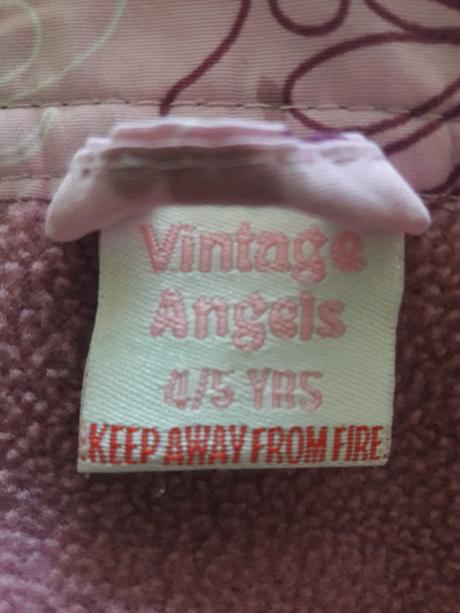 Vintage
Angels
4/5 YRS
KEEP AWAY FROM FIRE